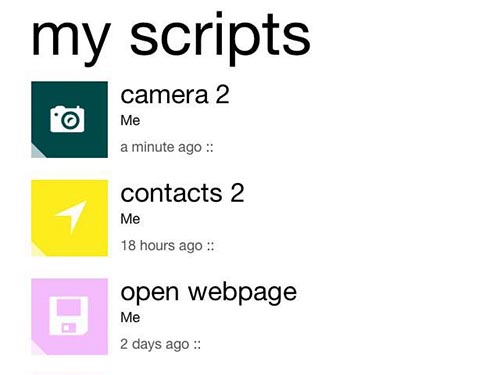 my scripts
camera 2
Me
a minute ago ::
contacts 2
Me
18 hours ago ::
open webpage
Me
2 days ago ::